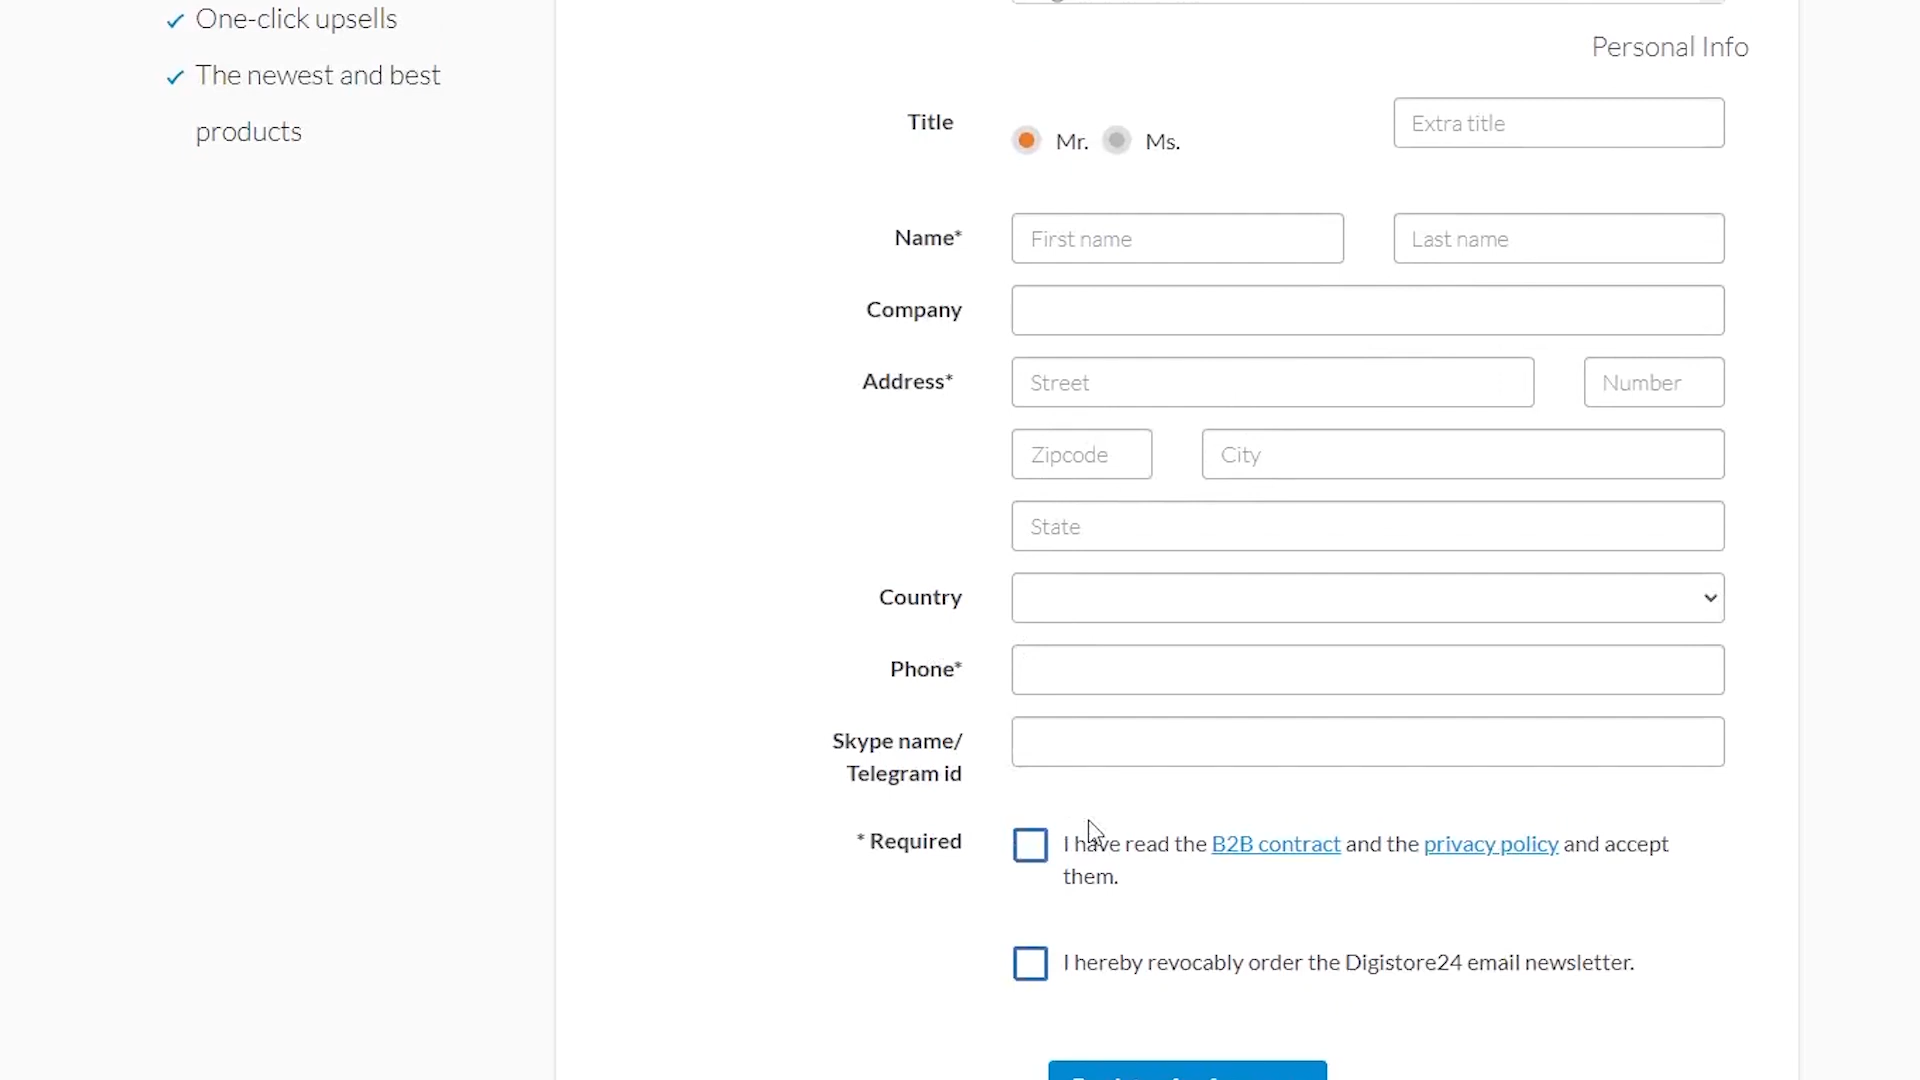 One-click upsells
The newest and best
products
Personal Info
Title
Mr.
Ms.
Extra title
Name*
First name
Last name
Company
Address*
Street
Number
Zipcode
City
State
Country
Phone*
Skype name/
Telegram id
* Required
I have read the B2B contract and the privacy policy and accept
them.
I hereby revocably order the Digistore24 email newsletter.